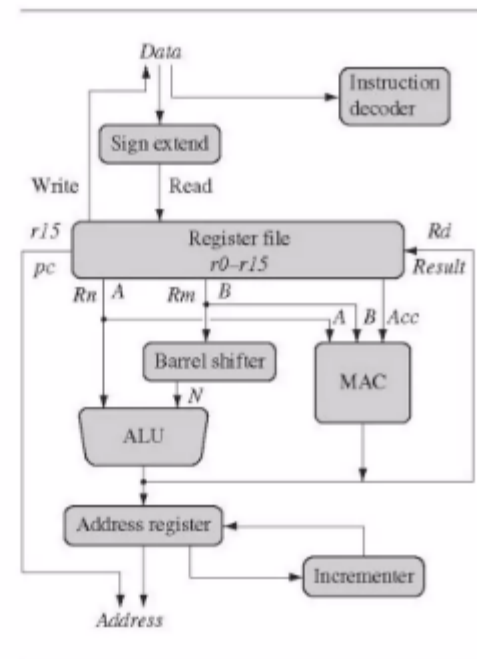 Data
Instruction
decoder
Sign extend
Write
Read
r15
Register file
Rd
pc
r0–r15
Result
Rn
A
Rm
B
A
B
Acc
Barrel shifter
MAC
N
ALU
Address register
Incrementer
Address